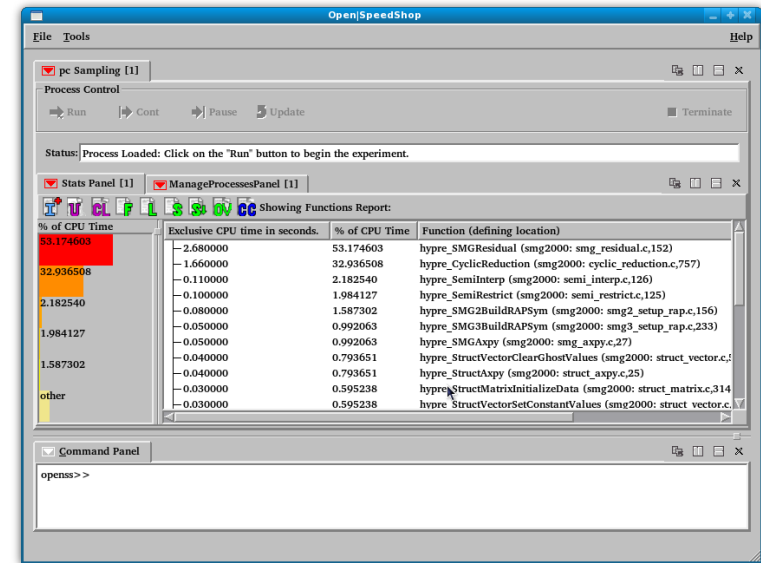 Open|SpeedShop
File Tools Help
pc Sampling [1]
Process Control
Run Cont Pause Update Terminate
Status: Process Loaded: Click on the "Run" button to begin the experiment.
Stats Panel [1] ManageProcessesPanel [1]
I U CL F L S S OV CC Showing Functions Report:
% of CPU Time
53.174603
32.936508
2.182540
1.984127
1.587302
other
Exclusive CPU time in seconds. % of CPU Time Function (defining location)
2.680000 53.174603 hypre_SMGResidual (smg2000: smg_residual.c,152)
1.660000 32.936508 hypre_CyclicReduction (smg2000: cyclic_reduction.c,757)
0.110000 2.182540 hypre_SemiInterp (smg2000: semi_interp.c,126)
0.100000 1.984127 hypre_SemiRestrict (smg2000: semi_restrict.c,125)
0.080000 1.587302 hypre_SMG2BuildRAPSym (smg2000: smg2_setup_rap.c,156)
0.050000 0.992063 hypre_SMG3BuildRAPSym (smg2000: smg3_setup_rap.c,233)
0.050000 0.992063 hypre_SMGAxpy (smg2000: smg_axpy.c,27)
0.040000 0.793651 hypre_StructVectorClearGhostValues (smg2000: struct_vector.c,
0.040000 0.793651 hypre_StructAxpy (smg2000: struct_axpy.c,25)
0.030000 0.595238 hypre_StructMatrixInitializeData (smg2000: struct_matrix.c,314
0.030000 0.595238 hypre_StructVectorSetConstantValues (smg2000: struct_vector.c,
Command Panel
openss>>